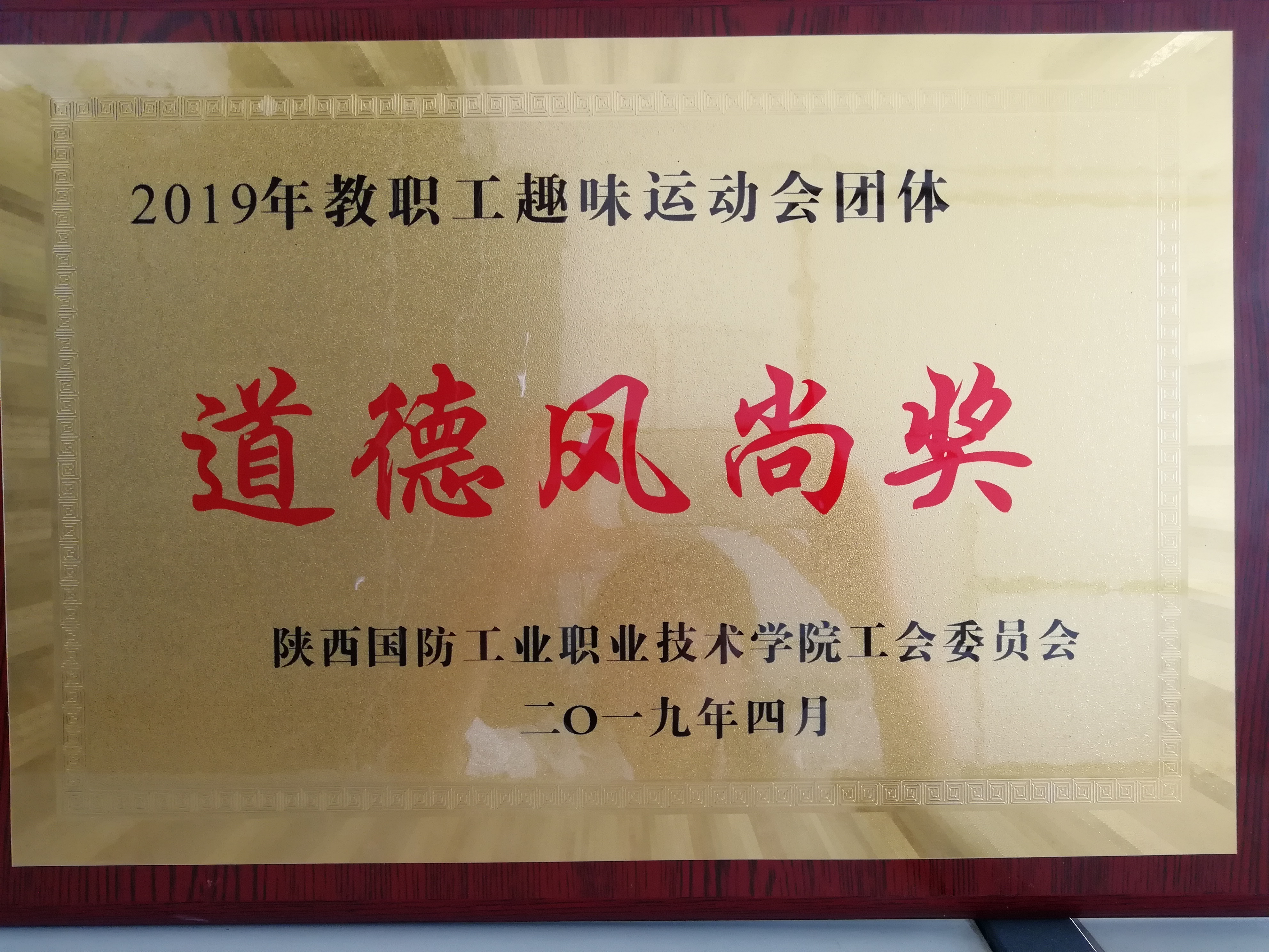 2019年教职工趣味运动会团体
道德风尚奖
陕西国防工业职业技术学院工会委员会
二〇一九年四月